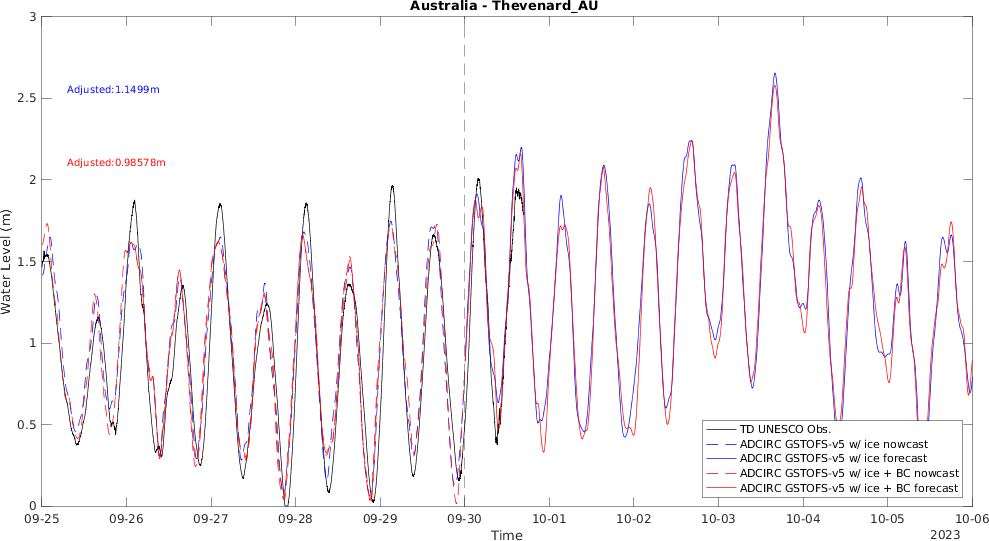 Australia - Thevenard_AU
3
2.5
2
1.5
1
0.5
0
Water Level (m)
Adjusted:1.1499m
Adjusted:0.98578m
TD UNESCO Obs.
ADCIRC GSTOFS-v5 w/ ice nowcast
ADCIRC GSTOFS-v5 w/ ice forecast
ADCIRC GSTOFS-v5 w/ ice + BC nowcast
ADCIRC GSTOFS-v5 w/ ice + BC forecast
09-25 09-26 09-27 09-28 09-29 09-30 10-01 10-02 10-03 10-04 10-05 10-06
Time
2023